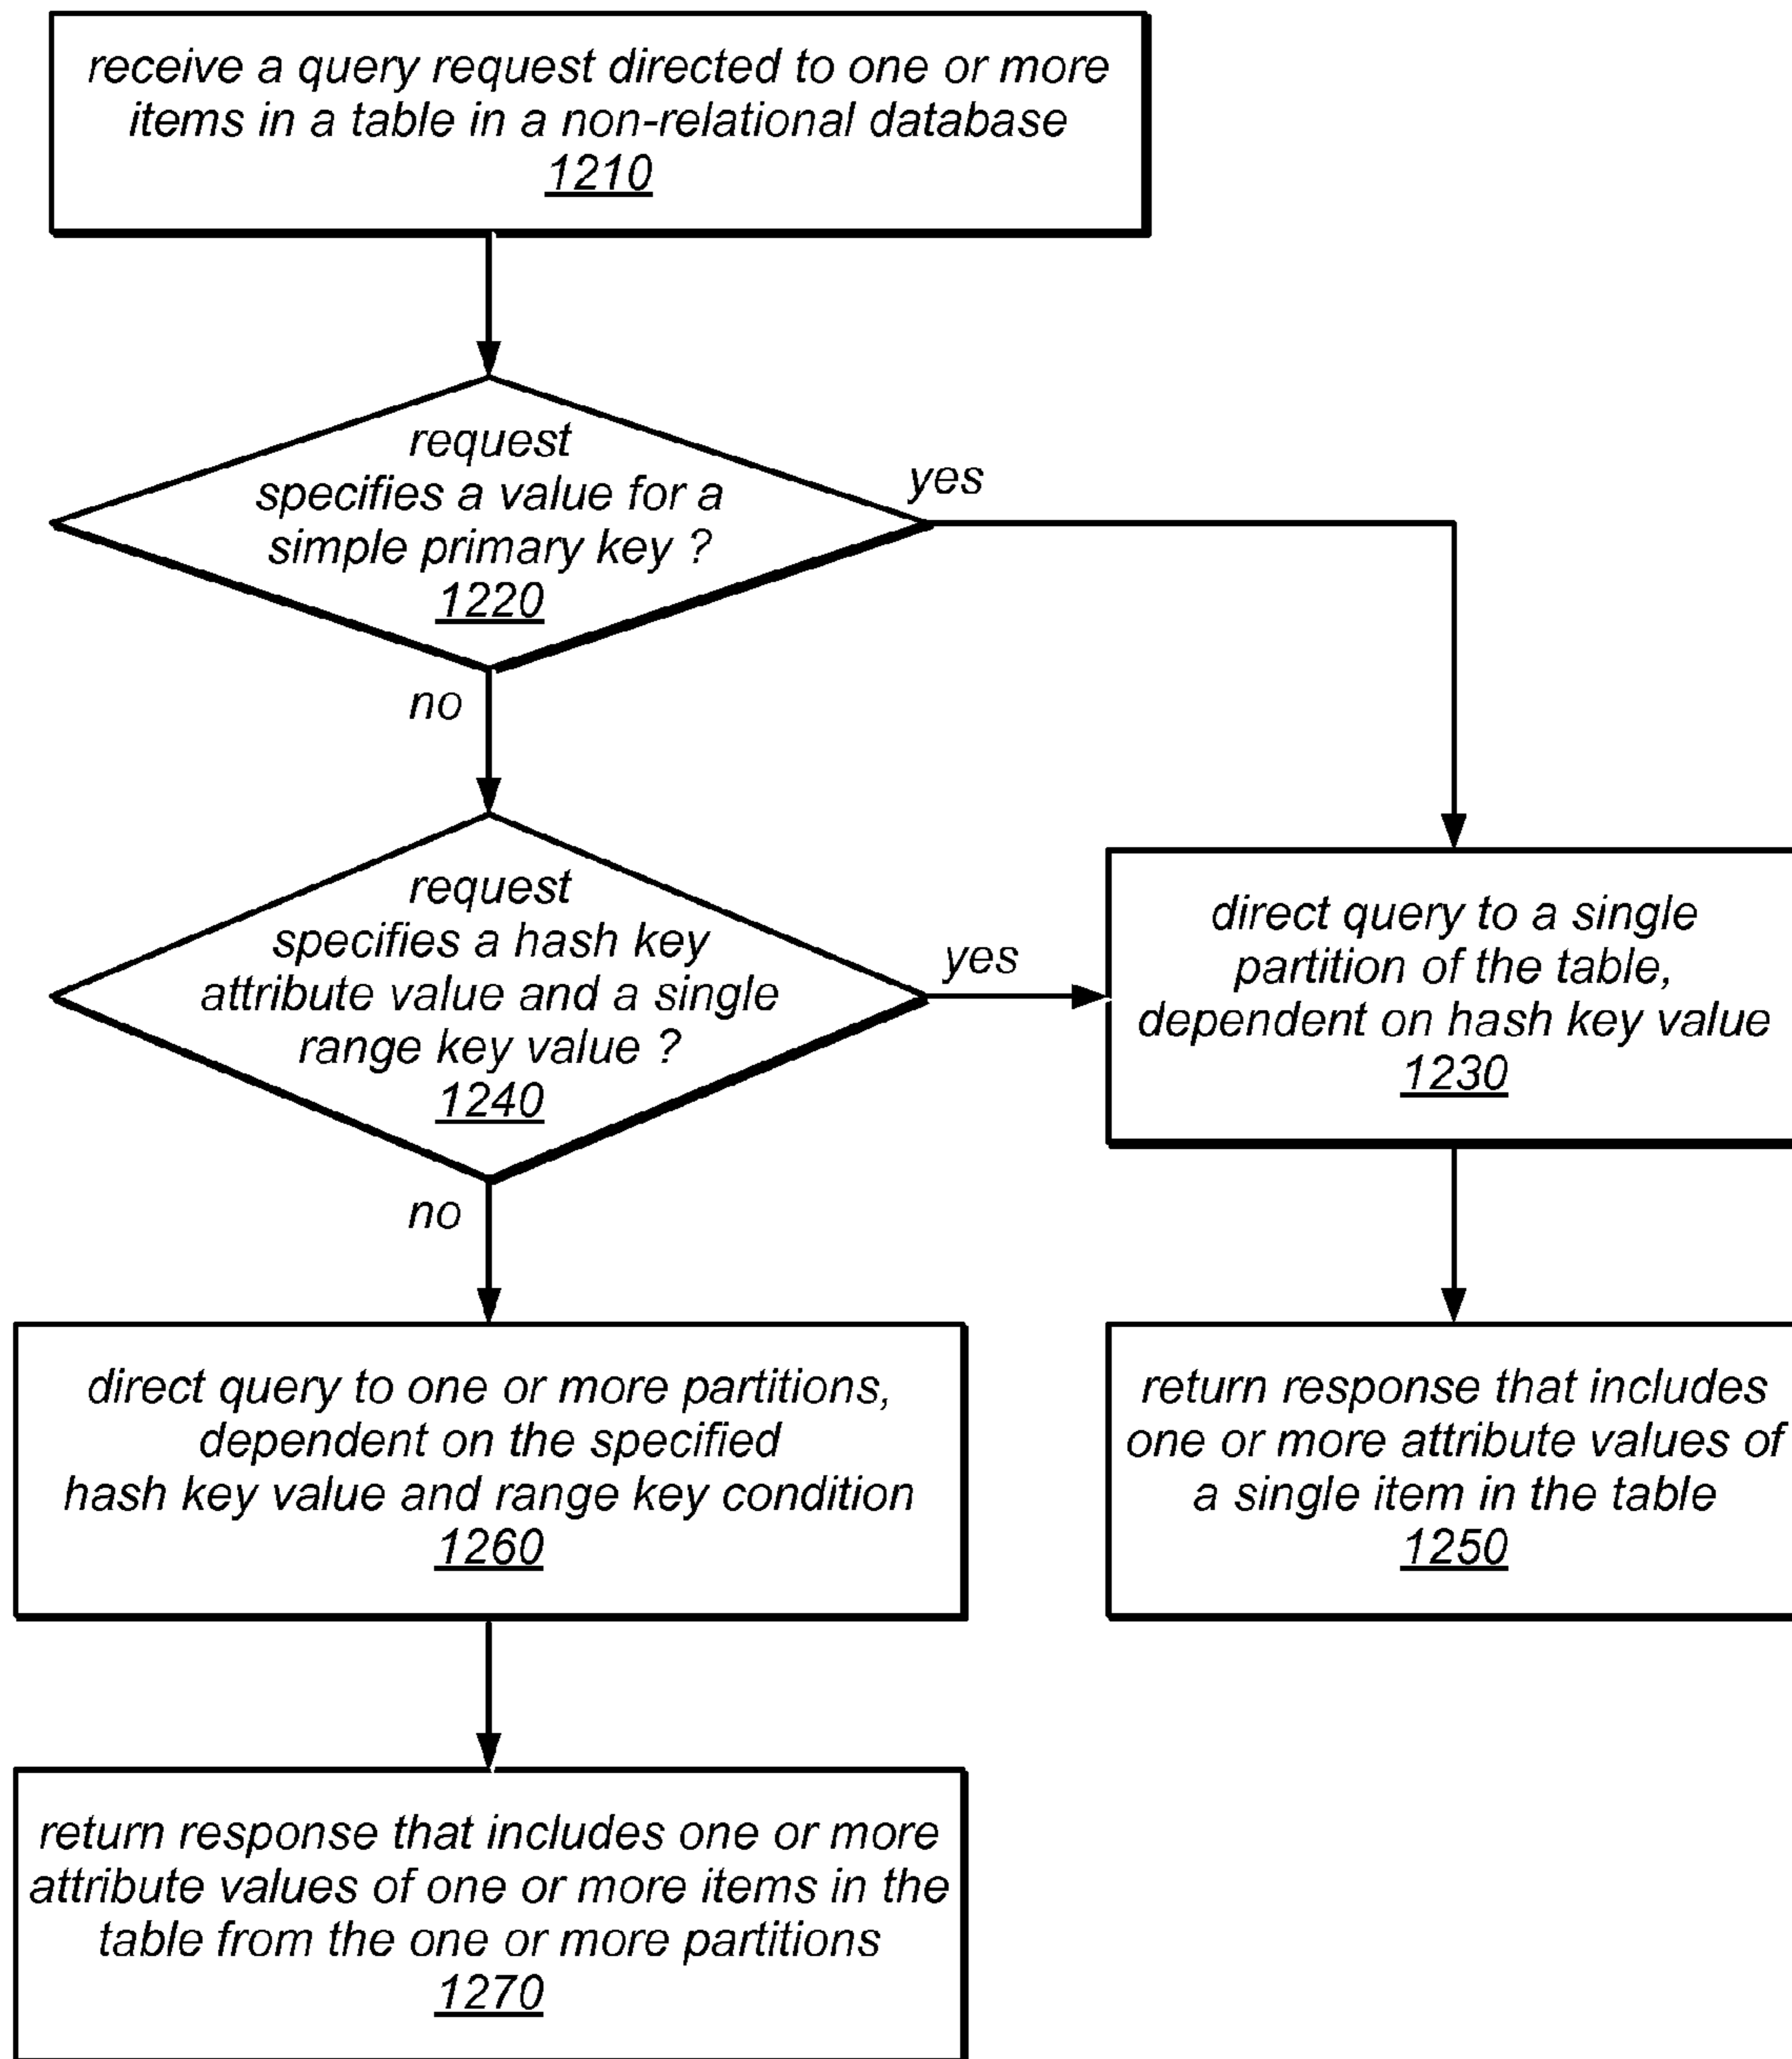 receive a query request directed to one or more
items in a table in a non-relational database
1210
request
specifies a value for a
simple primary key ?
1220
yes
no
request
specifies a hash key
attribute value and a single
range key value ?
1240
yes
no
direct query to a single
partition of the table,
dependent on hash key value
1230
direct query to one or more partitions,
dependent on the specified
hash key value and range key condition
1260
return response that includes
one or more attribute values of
a single item in the table
1250
return response that includes one or more
attribute values of one or more items in the
table from the one or more partitions
1270